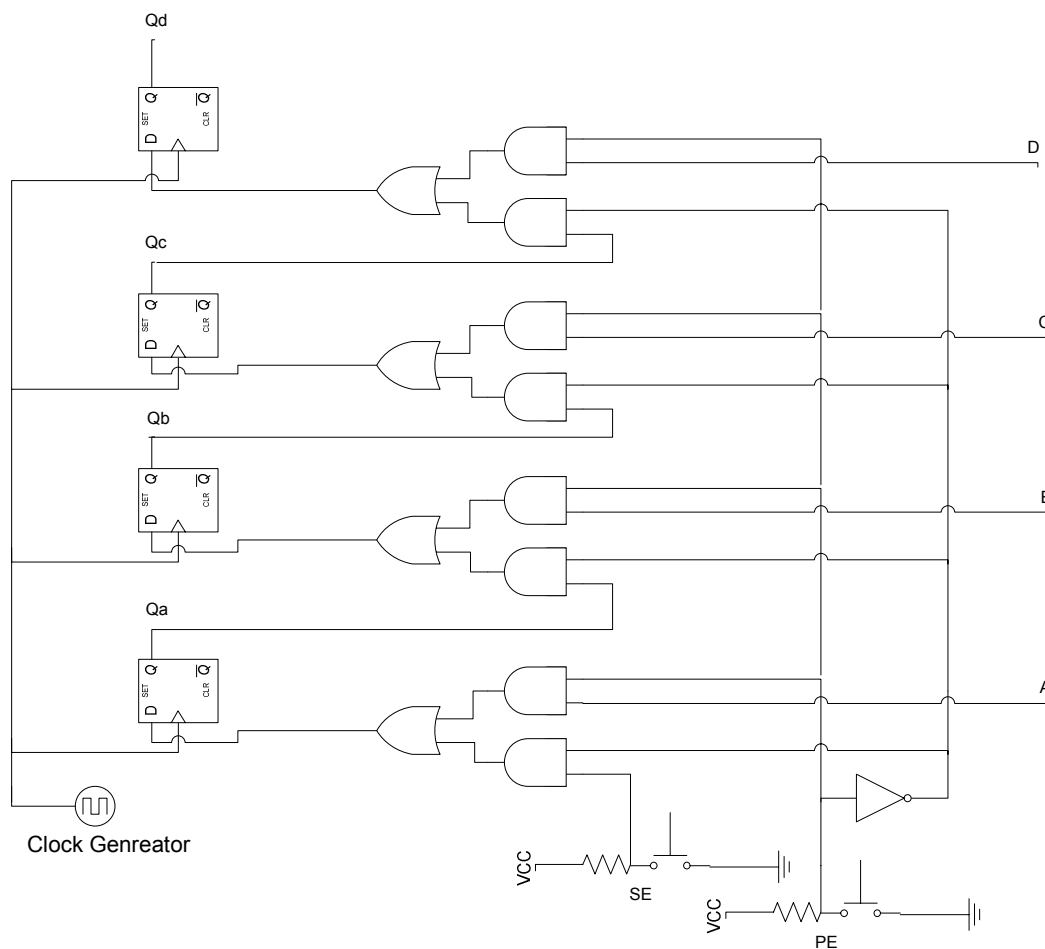 Qd
Q Q
SET CLR
D
D
Qc
Q Q
SET CLR
D
C
Qb
Q Q
SET CLR
D
B
Qa
Q Q
SET CLR
D
A
Clock Genreator
VCC
SE
VCC
PE